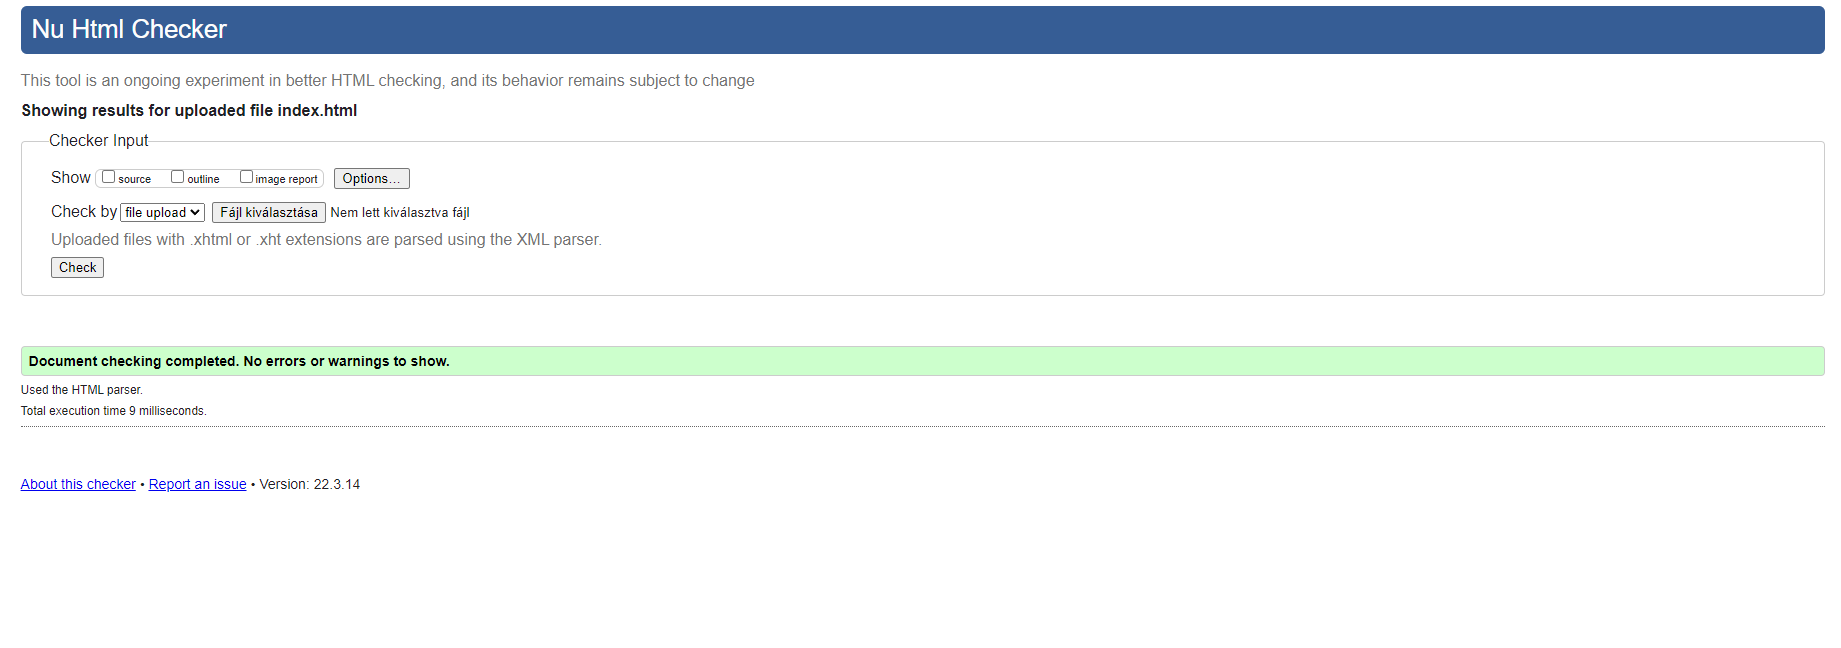 Nu Html Checker
This tool is an ongoing experiment in better HTML checking, and its behavior remains subject to change
Showing results for uploaded file index.html
Checker Input
Show source outline image report Options...
Check by file upload Fájl kiválasztása Nem lett kiválasztva fájl
Uploaded files with .xhtml or .xht extensions are parsed using the XML parser.
Check
Document checking completed. No errors or warnings to show.
Used the HTML parser.
Total execution time 9 milliseconds.
About this checker • Report an issue • Version: 22.3.14